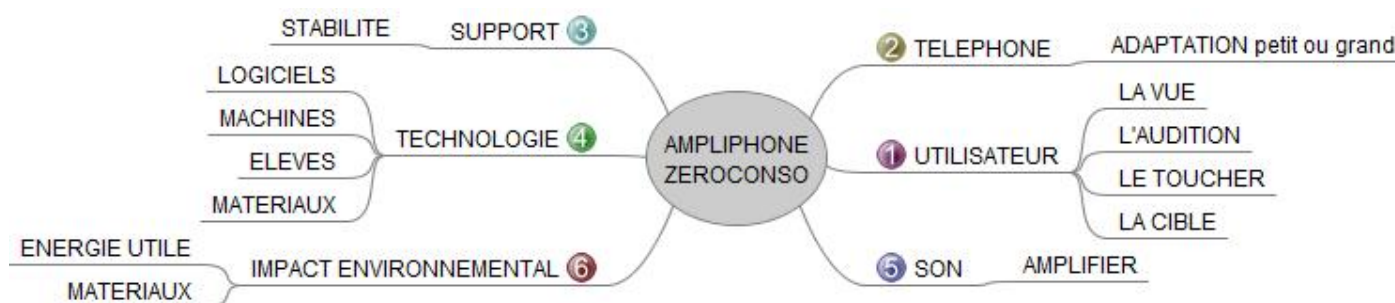 AMPLIPHONE
ZEROCONSO
1 UTILISATEUR
LA VUE
L'AUDITION
LE TOUCHER
LA CIBLE
2 TELEPHONE
ADAPTATION petit ou grand
SUPPORT 3
STABILITE
TECHNOLOGIE 4
LOGICIELS
MACHINES
ELEVES
MATERIAUX
5 SON
AMPLIFIER
IMPACT ENVIRONNEMENTAL 6
ENERGIE UTILE
MATERIAUX